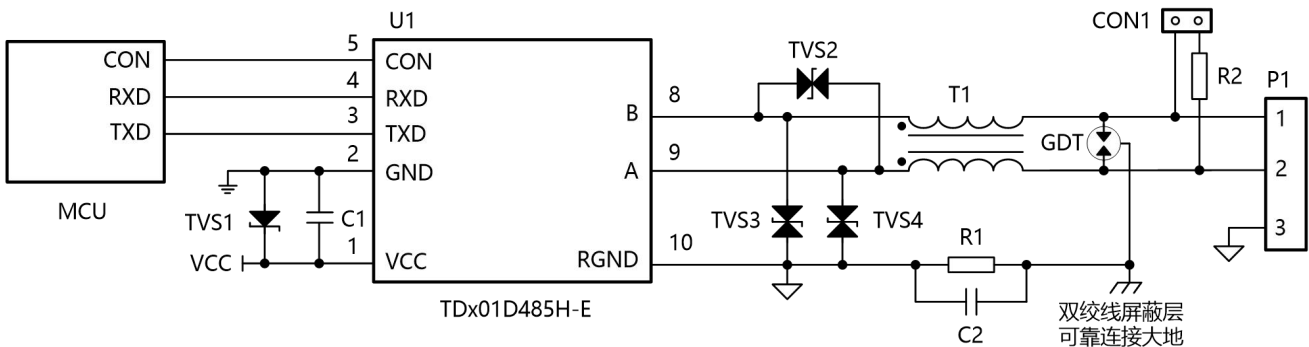 U1
CON1
CON
5
CON
TVS2
RXD
4
RXD
8
T1
R2
P1
TXD
3
TXD
B
1
2
GND
9
A
GDT
2
MCU
TVS1
C1
TVS3
TVS4
3
VCC
1
VCC
10
RGND
R1
TDx01D485H-E
C2
双绞线屏蔽层
可靠连接大地